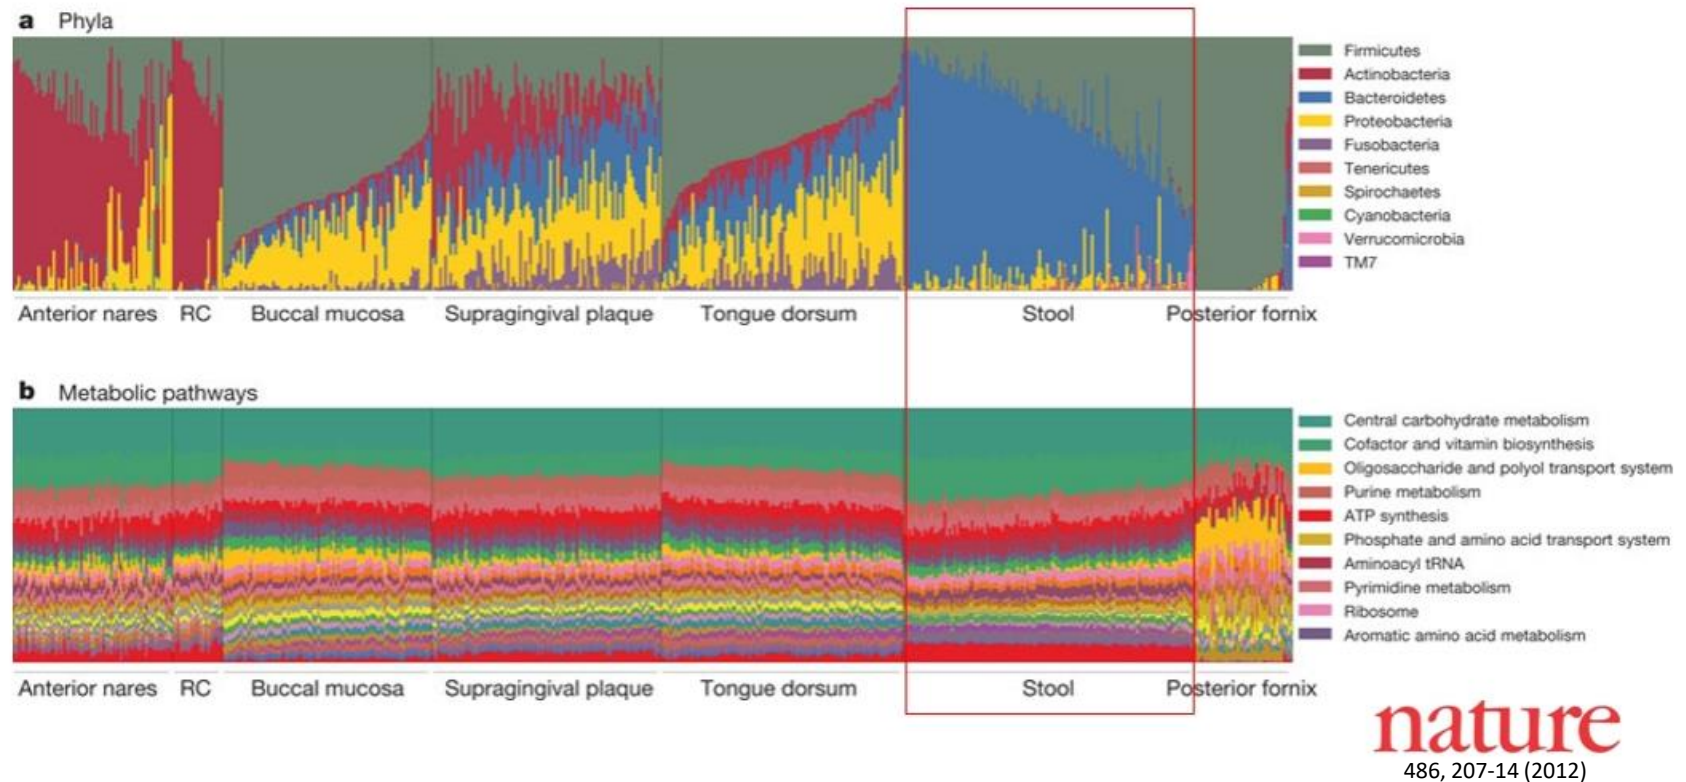 a Phyla
Firmicutes
Actinobacteria
Bacteroidetes
Proteobacteria
Fusobacteria
Tenericutes
Spirochaetes
Cyanobacteria
Verrucomicrobia
TM7
Anterior nares RC Buccal mucosa Supragingival plaque Tongue dorsum Stool Posterior fornix
b Metabolic pathways
Central carbohydrate metabolism
Cofactor and vitamin biosynthesis
Oligosaccharide and polyol transport system
Purine metabolism
ATP synthesis
Phosphate and amino acid transport system
Aminoacyl tRNA
Pyrimidine metabolism
Ribosome
Aromatic amino acid metabolism
Anterior nares RC Buccal mucosa Supragingival plaque Tongue dorsum Stool Posterior fornix
nature
486, 207-14 (2012)